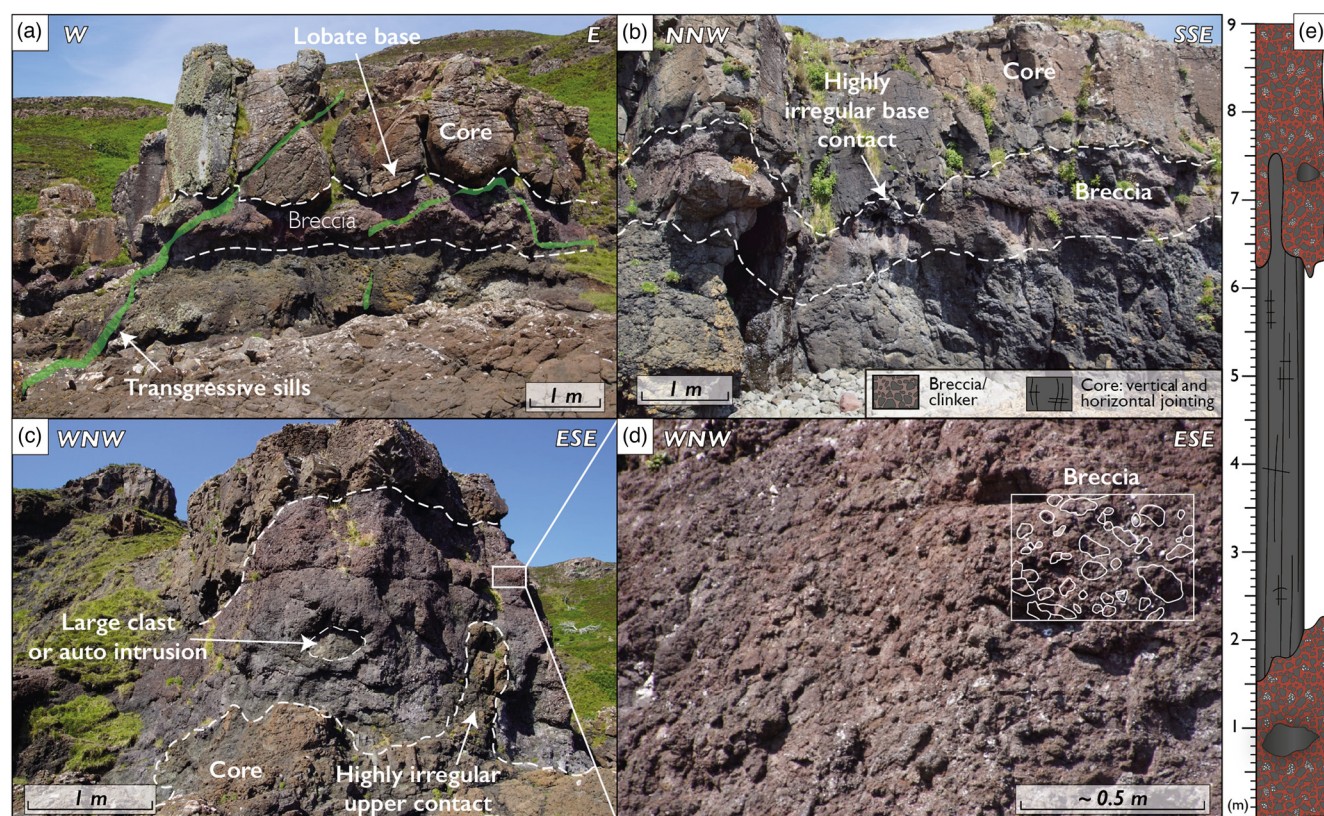 (a)
W
E
Lobate base
Core
Breccia
Transgressive sills
1 m
(b)
NNW
SSE
Core
Highly
irregular base
contact
Breccia
1 m
Breccia/
clinker
Core: vertical and
horizontal jointing
(c)
WNW
ESE
Large clast
or auto intrusion
Core
Highly irregular
upper contact
1 m
(d)
WNW
ESE
Breccia
~ 0.5 m
(e)
9
8
7
6
5
4
3
2
1
(m)